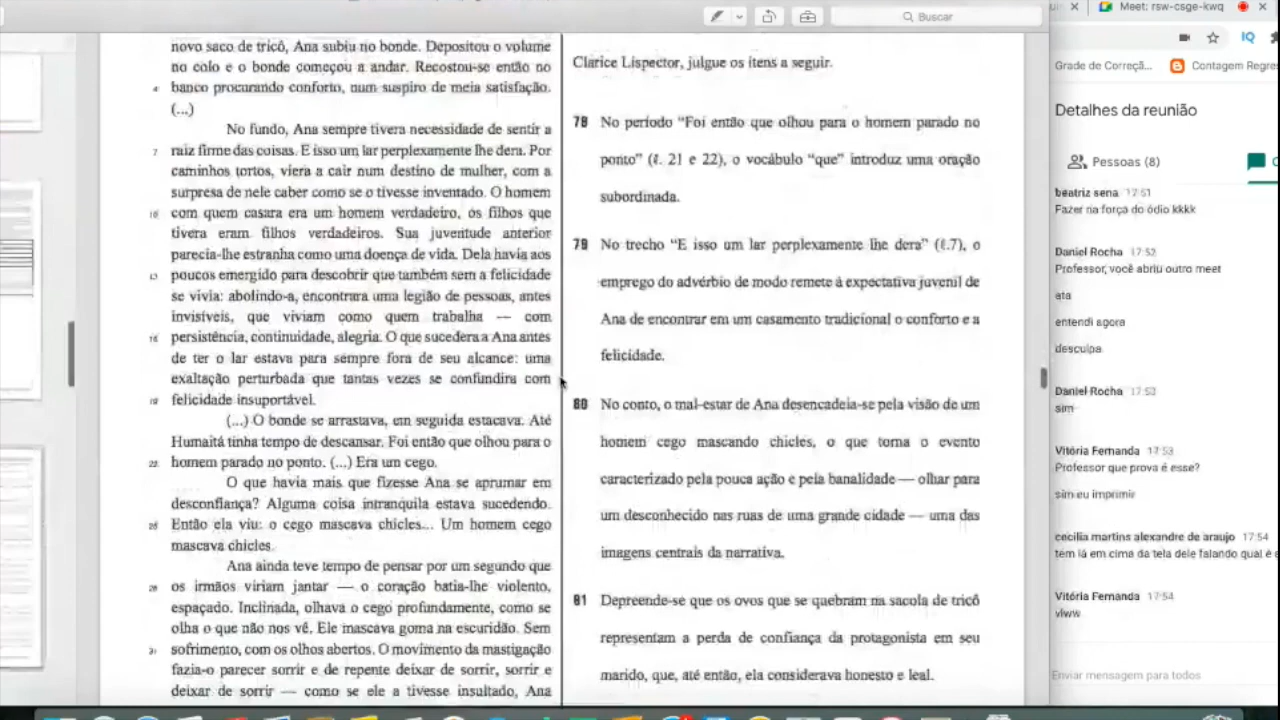 Buscar
Meet: rsw-csge-kwq
IQ
Grade de Correçã...
Contagem Regres
novo saco de tricô, Ana subiu no bonde. Depositou o volume
no colo e o bonde começou a andar. Recostou-se então no
4 banco procurando conforto, num suspiro de meia satisfação.
(...)
No fundo, Ana sempre tivera necessidade de sentir a
7 raiz firme das coisas. E isso um lar perplexamente lhe dera. Por
caminhos tortos, viera a cair num destino de mulher, com a
surpresa de nele caber como se o tivesse inventado. O homem
10 com quem casara era um homem verdadeiro, os filhos que
tivera eram filhos verdadeiros. Sua juventude anterior
parecia-lhe estranha como uma doença de vida. Dela havia aos
13 poucos emergido para descobrir que também sem a felicidade
se vivia: abolindo-a, encontrara uma legião de pessoas, antes
invisíveis, que viviam como quem trabalha — com
16 persistência, continuidade, alegria. O que sucedera a Ana antes
de ter o lar estava para sempre fora de seu alcance: uma
exaltação perturbada que tantas vezes se confundira com
19 felicidade insuportável.
(...) O bonde se arrastava, em seguida estacava. Até
Humaitá tinha tempo de descansar. Foi então que olhou para o
22 homem parado no ponto. (...) Era um cego.
O que havia mais que fizesse Ana se aprumar em
desconfiança? Alguma coisa intranquila estava sucedendo.
25 Então ela viu: o cego mascava chicles... Um homem cego
mascava chicles.
Ana ainda teve tempo de pensar por um segundo que
28 os irmãos viriam jantar — o coração batia-lhe violento,
espaçado. Inclinada, olhava o cego profundamente, como se
olha o que não nos vê. Ele mascava goma na escuridão. Sem
31 sofrimento, com os olhos abertos. O movimento da mastigação
fazia-o parecer sorrir e de repente deixar de sorrir, sorrir e
deixar de sorrir — como se ele a tivesse insultado, Ana
Clarice Lispector, julgue os itens a seguir.
78 No período “Foi então que olhou para o homem parado no
ponto” (ℓ. 21 e 22), o vocábulo “que” introduz uma oração
subordinada.
79 No trecho “E isso um lar perplexamente lhe dera” (ℓ.7), o
emprego do advérbio de modo remete à expectativa juvenil de
Ana de encontrar em um casamento tradicional o conforto e a
felicidade.
80 No conto, o mal-estar de Ana desencadeia-se pela visão de um
homem cego mascando chicles, o que torna o evento
caracterizado pela pouca ação e pela banalidade — olhar para
um desconhecido nas ruas de uma grande cidade — uma das
imagens centrais da narrativa.
81 Depreende-se que os ovos que se quebram na sacola de tricô
representam a perda de confiança da protagonista em seu
marido, que, até então, ela considerava honesto e leal.
Detalhes da reunião
Pessoas (8)
beatriz sena 17:51
Fazer na força do ódio kkkk
Daniel Rocha 17:52
Professor, você abriu outro meet
ata
entendi agora
desculpa
Daniel Rocha 17:53
sim
Vitória Fernanda 17:53
Professor que prova é esse?
sim eu imprimir
cecilia martins alexandre de araujo 17:54
tem lá em cima da tela dele falando qual é
Vitória Fernanda 17:54
vlww
Enviar mensagem para todos